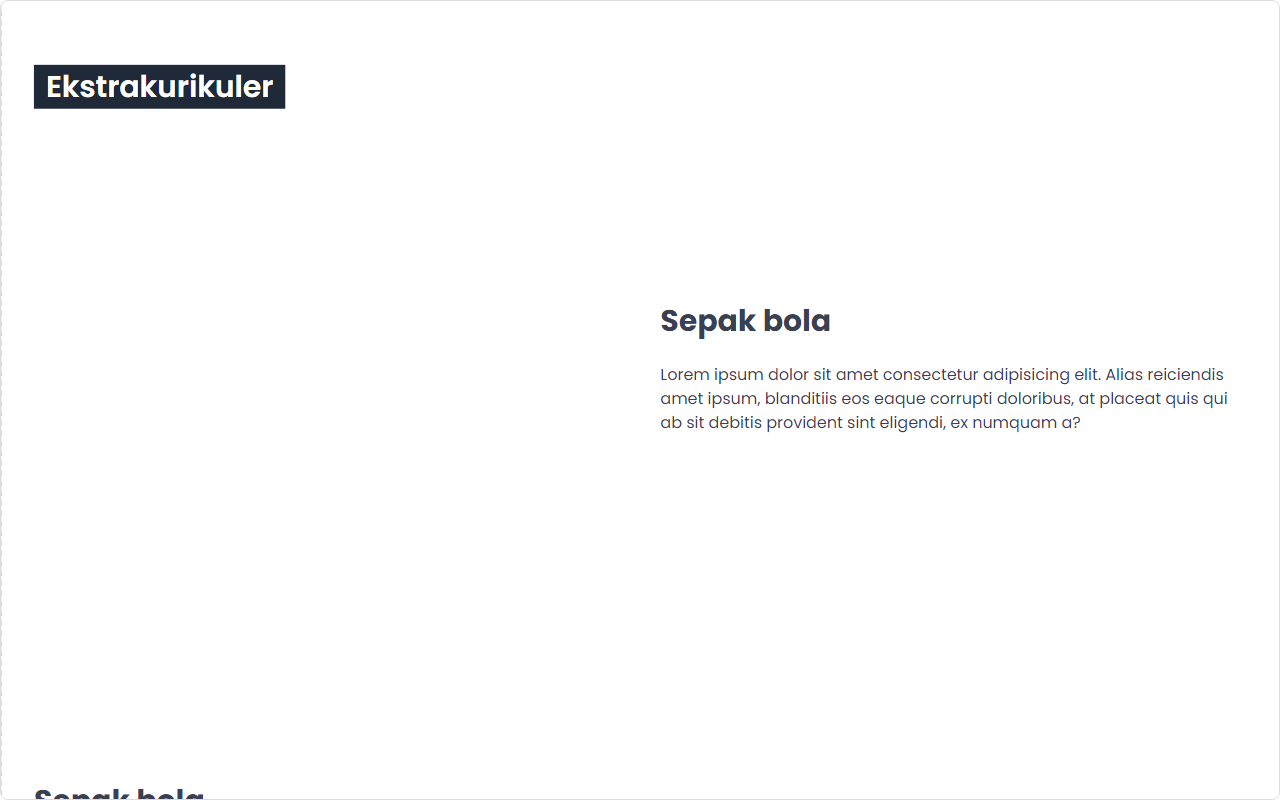 Ekstrakurikuler
Sepak bola
Lorem ipsum dolor sit amet consectetur adipisicing elit. Alias reiciendis
amet ipsum, blanditiis eos eaque corrupti doloribus, at placeat quis qui
ab sit debitis provident sint eligendi, ex numquam a?
Sepak bola